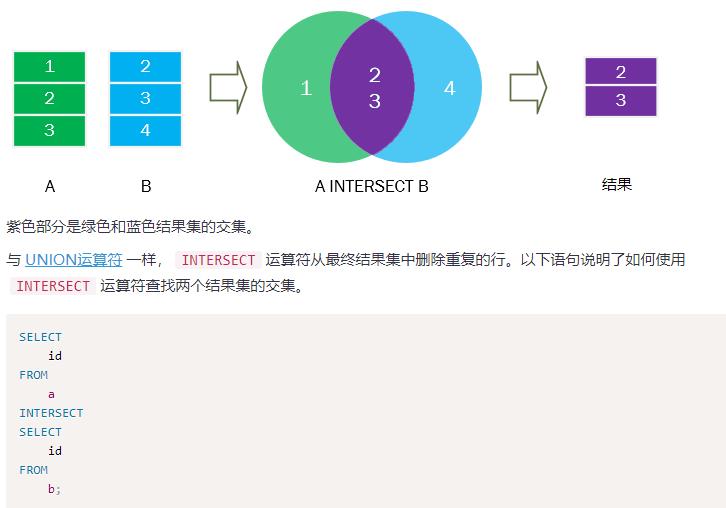 1 2
2 3
3 4
1 2 4
3
2
3
A B A INTERSECT B 结果
紫色部分是绿色和蓝色结果集的交集。
与 UNION运算符 一样， INTERSECT 运算符从最终结果集中删除重复的行。以下语句说明了如何使用
INTERSECT 运算符查找两个结果集的交集。
SELECT
id
FROM
a
INTERSECT
SELECT
id
FROM
b;